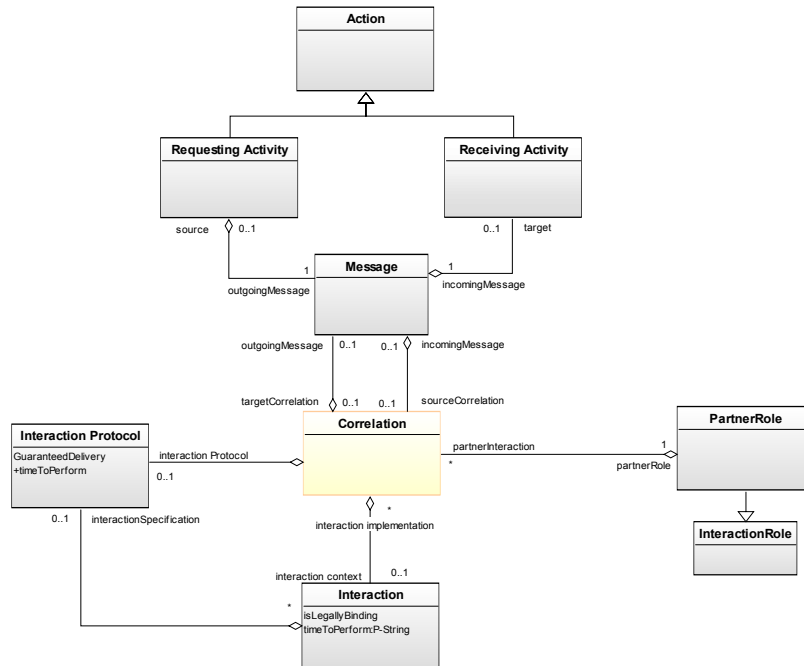 Action
Requesting Activity
Receiving Activity
source
0..1
0..1
target
Message
1
1
outgoingMessage
incomingMessage
outgoingMessage
0..1
0..1
incomingMessage
targetCorrelation
0..1
0..1
sourceCorrelation
Correlation
PartnerRole
Interaction Protocol
GuaranteedDelivery
+timeToPerform
interaction Protocol
0..1
partnerInteraction
*
1
partnerRole
0..1
interactionSpecification
*
interaction implementation
InteractionRole
interaction context
0..1
Interaction
*
isLegallyBinding
timeToPerform:P-String